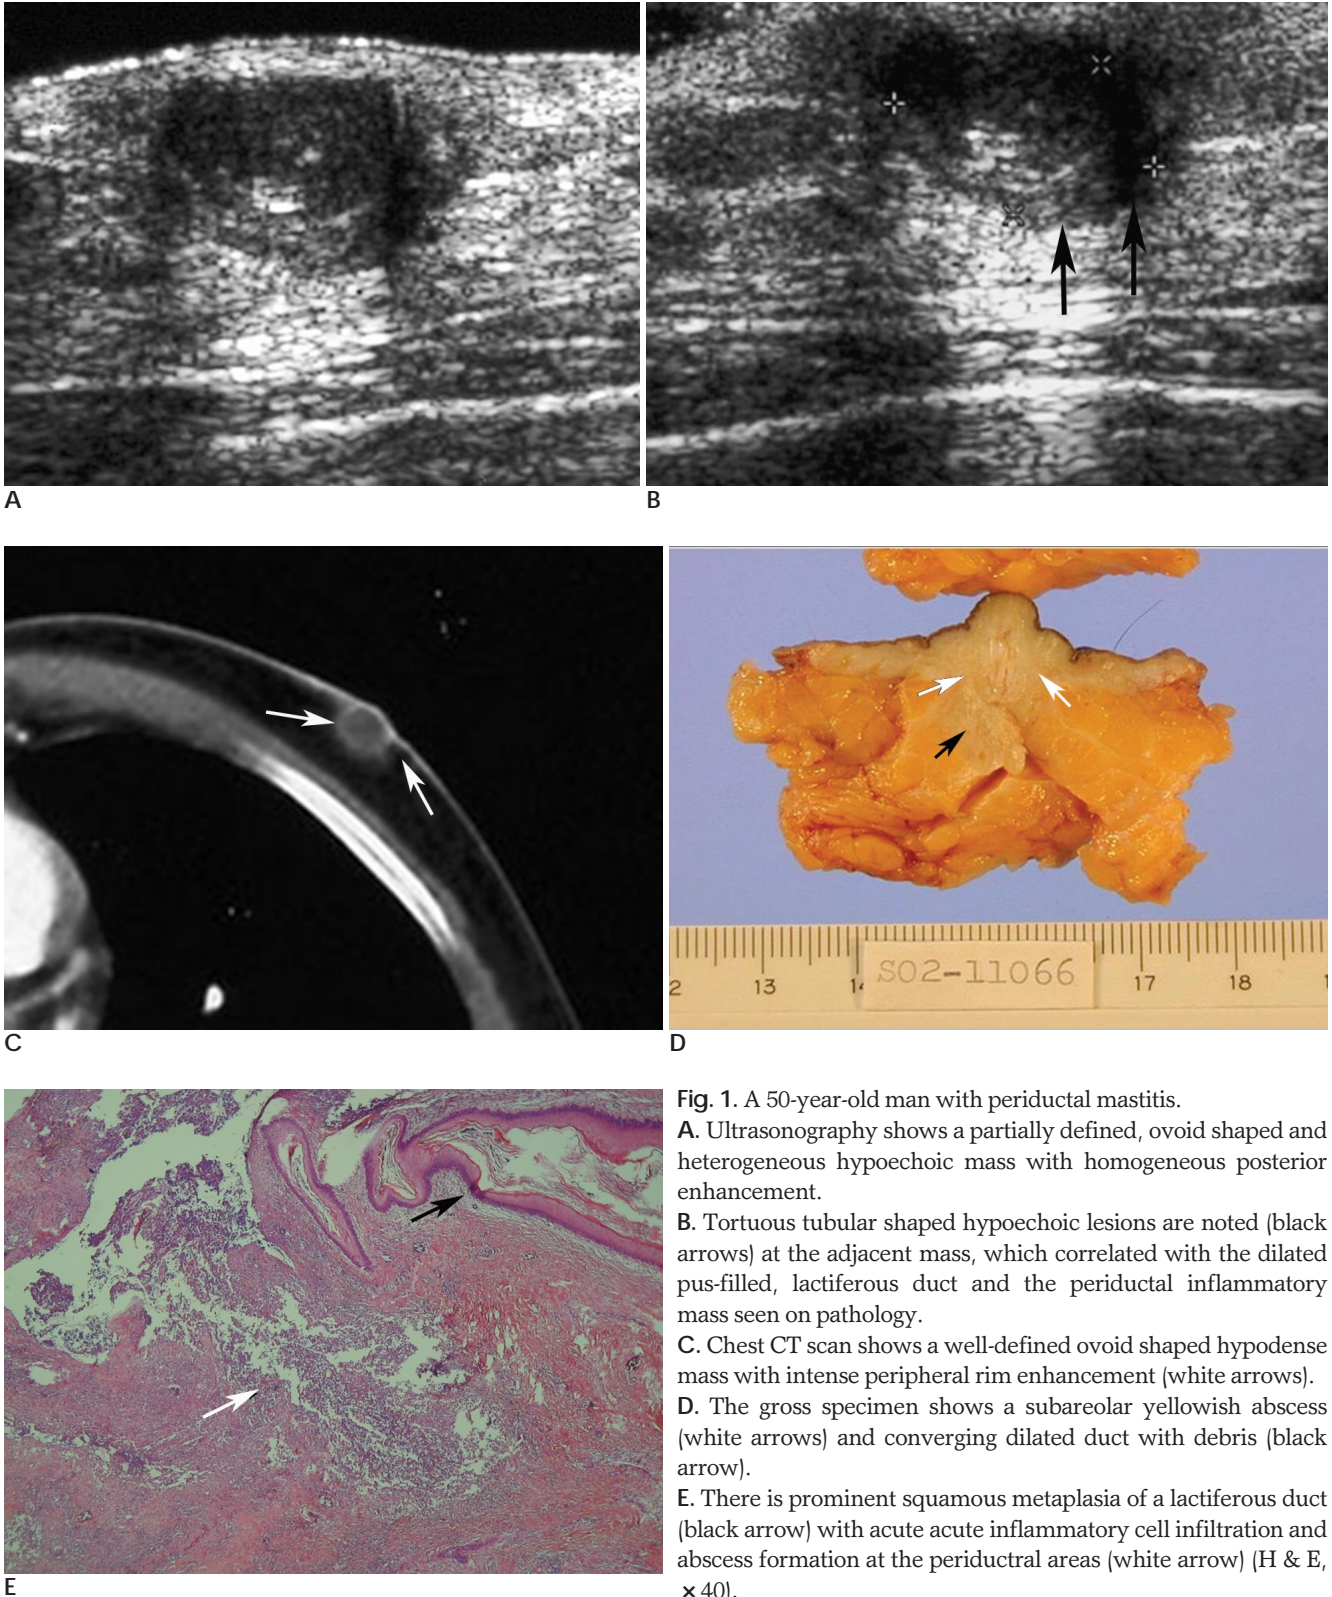 A
B
C
12 13 14 17 18
S02-11066
D
E
Fig. 1. A 50-year-old man with periductal mastitis.
A. Ultrasonography shows a partially defined, ovoid shaped and
heterogeneous hypoechoic mass with homogeneous posterior
enhancement.
B. Tortuous tubular shaped hypoechoic lesions are noted (black
arrows) at the adjacent mass, which correlated with the dilated
pus-filled, lactiferous duct and the periductal inflammatory
mass seen on pathology.
C. Chest CT scan shows a well-defined ovoid shaped hypodense
mass with intense peripheral rim enhancement (white arrows).
D. The gross specimen shows a subareolar yellowish abscess
(white arrows) and converging dilated duct with debris (black
arrow).
E. There is prominent squamous metaplasia of a lactiferous duct
(black arrow) with acute acute inflammatory cell infiltration and
abscess formation at the periductral areas (white arrow) (H & E,
×40).